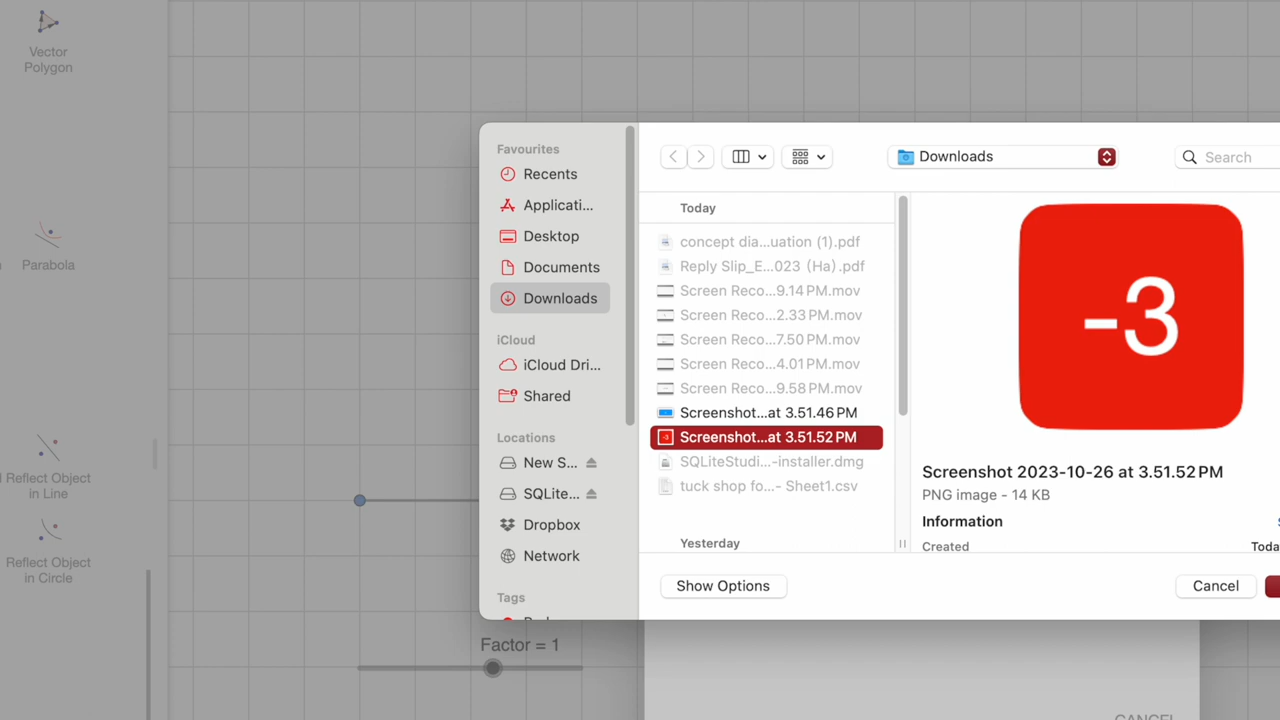 Vector
Polygon
Parabola
Reflect Object
in Line
Reflect Object
in Circle
Factor = 1
Favourites
Recents
Applicati...
Desktop
Documents
Downloads
iCloud
iCloud Dri...
Shared
Locations
New S...
SQLite...
Dropbox
Network
Tags
Downloads
Search
Today
concept dia...uation (1).pdf
Reply Slip_E...023 (Ha).pdf
Screen Reco...9.14 PM.mov
Screen Reco...2.33 PM.mov
Screen Reco...7.50 PM.mov
Screen Reco...4.01 PM.mov
Screen Reco...9.58 PM.mov
Screenshot...at 3.51.46 PM
Screenshot...at 3.51.52 PM
SQLiteStudi...-installer.dmg
tuck shop fo...- Sheet1.csv
Yesterday
-3
Screenshot 2023-10-26 at 3.51.52 PM
PNG image - 14 KB
Information
Created
Toda
Show Options
Cancel
CANCEL